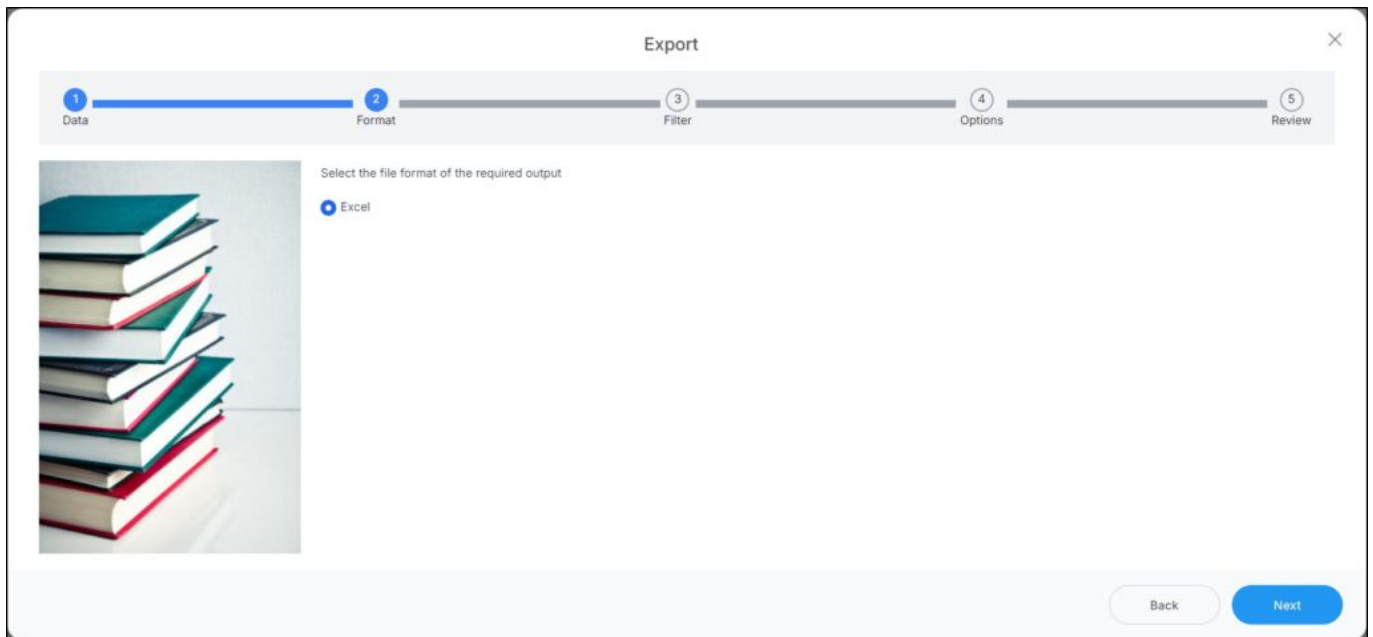 Export
1
2
3
4
5
Data
Format
Filter
Options
Review
Select the file format of the required output
Excel
Back
Next